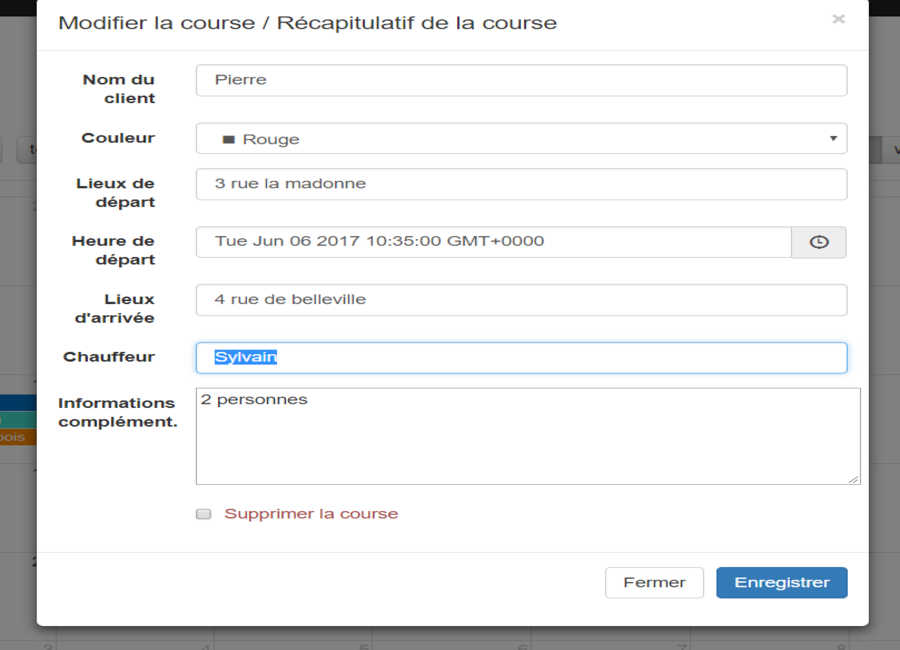 Modifier la course / Récapitulatif de la course
×
Nom du
client
Pierre
Couleur
Rouge
Lieux de
départ
3 rue la madonne
Heure de
départ
Tue Jun 06 2017 10:35:00 GMT+0000
Lieux
d'arrivée
4 rue de belleville
Chauffeur
Sylvain
Informations
complément.
2 personnes
Supprimer la course
Fermer
Enregistrer